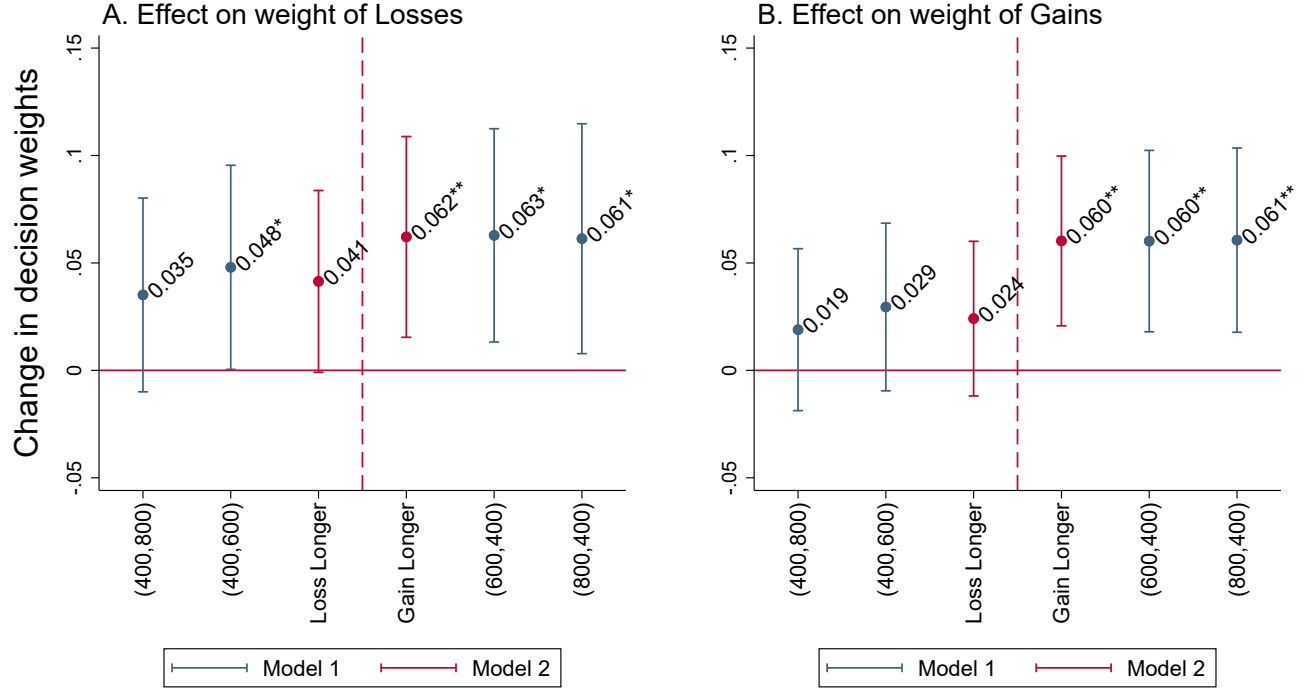 A. Effect on weight of Losses
Change in decision weights
.15
.1
.05
0
-.05
0.035
0.048*
0.041
0.062**
0.063*
0.061*
(400,800)
(400,600)
Loss Longer
Gain Longer
(600,400)
(800,400)
Model 1
Model 2
B. Effect on weight of Gains
.15
.1
.05
0
-.05
0.019
0.029
0.024
0.060**
0.060**
0.061**
(400,800)
(400,600)
Loss Longer
Gain Longer
(600,400)
(800,400)
Model 1
Model 2